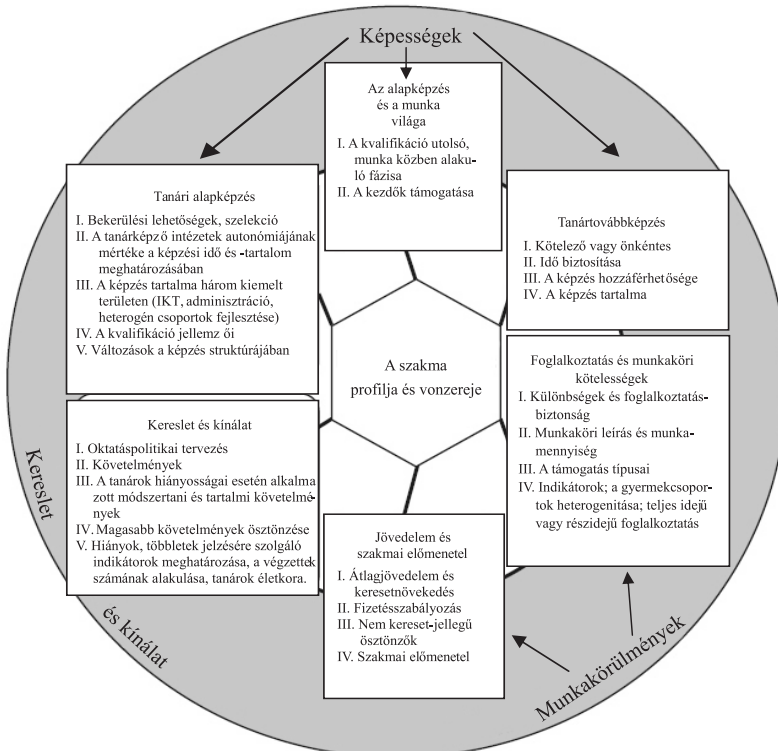 Képességek
Az alapképzés
és a munka
világa
I. A kvalifikáció utolsó,
munka közben alaku-
ló fázisa
II. A kezdők támogatása
Tanári alapképzés
I. Bekerülési lehetőségek, szelekció
II. A tanárképző intézetek autonómiájának
mértéke a képzési idő és -tartalom
meghatározásában
III. A képzés tartalma három kiemelt
területen (IKT, adminisztráció,
heterogén csoportok fejlesztése)
IV. A kvalifikáció jellemz ői
V. Változások a képzés struktúrájában
Tanártovábbképzés
I. Kötelező vagy önkéntes
II. Idő biztosítása
III. A képzés hozzáférhetősége
IV. A képzés tartalma
A szakma
profilja és vonzereje
Foglalkoztatás és munkaköri
kötelességek
I. Különbségek és foglalkoztatás-
biztonság
II. Munkaköri leírás és munka-
mennyiség
III. A támogatás típusai
IV. Indikátorok; a gyermekcsopor-
tok heterogenitása; teljes idejű
vagy részidejű foglalkoztatás
Kereslet és kínálat
I. Oktatáspolitikai tervezés
II. Követelmények
III. A tanárok hiányosságai esetén alkalma
zott módszertani és tartalmi követelmé-
nyek
IV. Magasabb követelmények ösztönzése
V. Hiányok, többletek jelzésére szolgáló
indikátorok meghatározása, a végzettek
számának alakulása, tanárok életkora.
Jövedelem és
szakmai előmenetel
I. Átlagjövedelem és
keresetnövekedés
II. Fizetésszabályozás
III. Nem kereset-jellegű
ösztönzők
IV. Szakmai előmenetel
Kereslet
és kínálat
Munkakörülmények